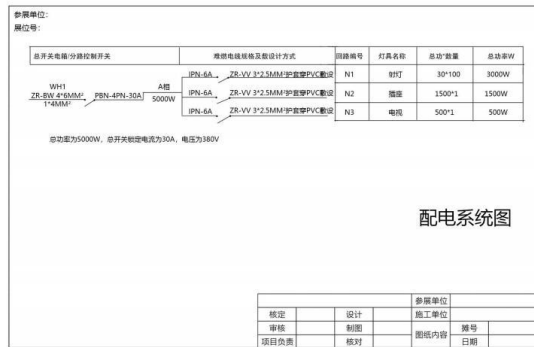 参展单位:
展位号:
总开关电箱/分路控制开关 难燃电线规格及敷设计方式 回路编号 灯具名称 总功*数量 总功率W
IPN-6A ZR-VV 3*2.5MM²护套穿PVC敷设 N1 射灯 30*100 3000W
WH1
ZR-BW 4*6MM² PBN-4PN-30A A相 IPN-6A ZR-VV 3*2.5MM²护套穿PVC敷设 N2 插座 1500*1 1500W
1*4MM² 5000W
IPN-6A ZR-VV 3*2.5MM²护套穿PVC敷设 N3 电视 500*1 500W
总功率为5000W，总开关锁定电流为30A，电压为380V
配电系统图
参展单位
核定 设计 施工单位
审核 制图 图纸内容 摊号
项目负责 核对 日期